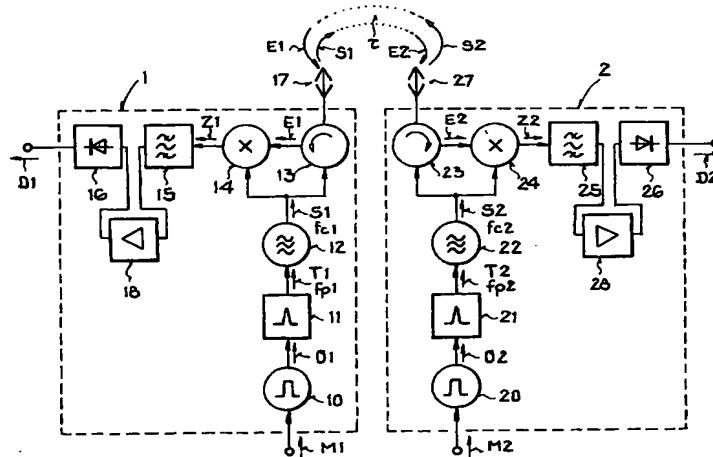 E1 S1 τ E2 S2
17 27
1 2
Z1 E1 E2 Z2
D1 D2
16 15 14 13 23 24 25 26
S1 S2
fc1 fc2
12 22
18 28
T1 T2
fp1 fp2
11 21
O1 O2
10 20
M1 M2